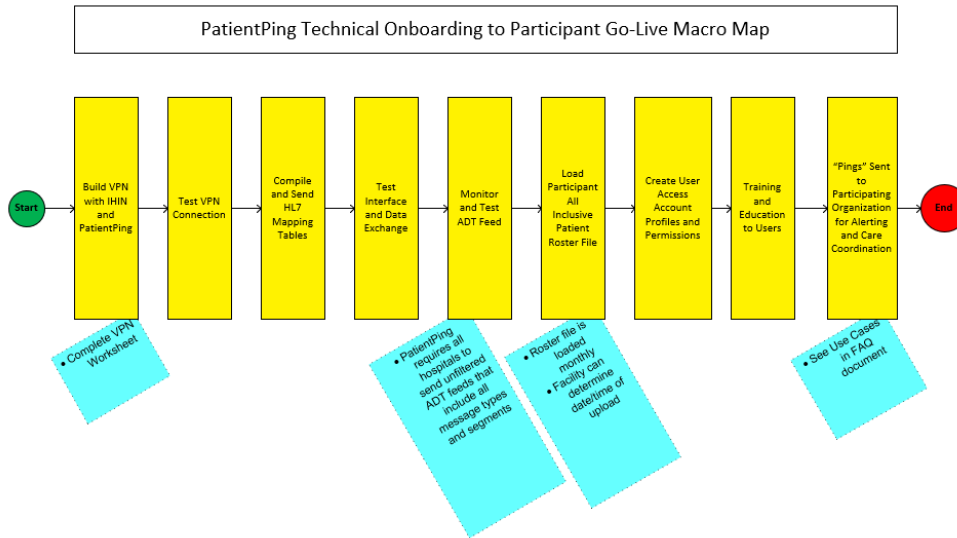 PatientPing Technical Onboarding to Participant Go-Live Macro Map
Start
Build VPN
with IHIN
and
PatientPing
Test VPN
Connection
Compile
and Send
HL7
Mapping
Tables
Test
Interface
and Data
Exchange
Monitor
and Test
ADT Feed
Load
Participant
All
Inclusive
Patient
Roster File
Create User
Access
Account
Profiles and
Permissions
Training
and
Education
to Users
“Pings” Sent
to
Participating
Organization
for Alerting
and Care
Coordination
End
• Complete VPN
Worksheet
• PatientPing
requires all
hospitals to
send unfiltered
ADT feeds that
include all
message types
and segments
• Roster file is
loaded
monthly
• Facility can
determine
date/time of
upload
• See Use Cases
in FAQ
document